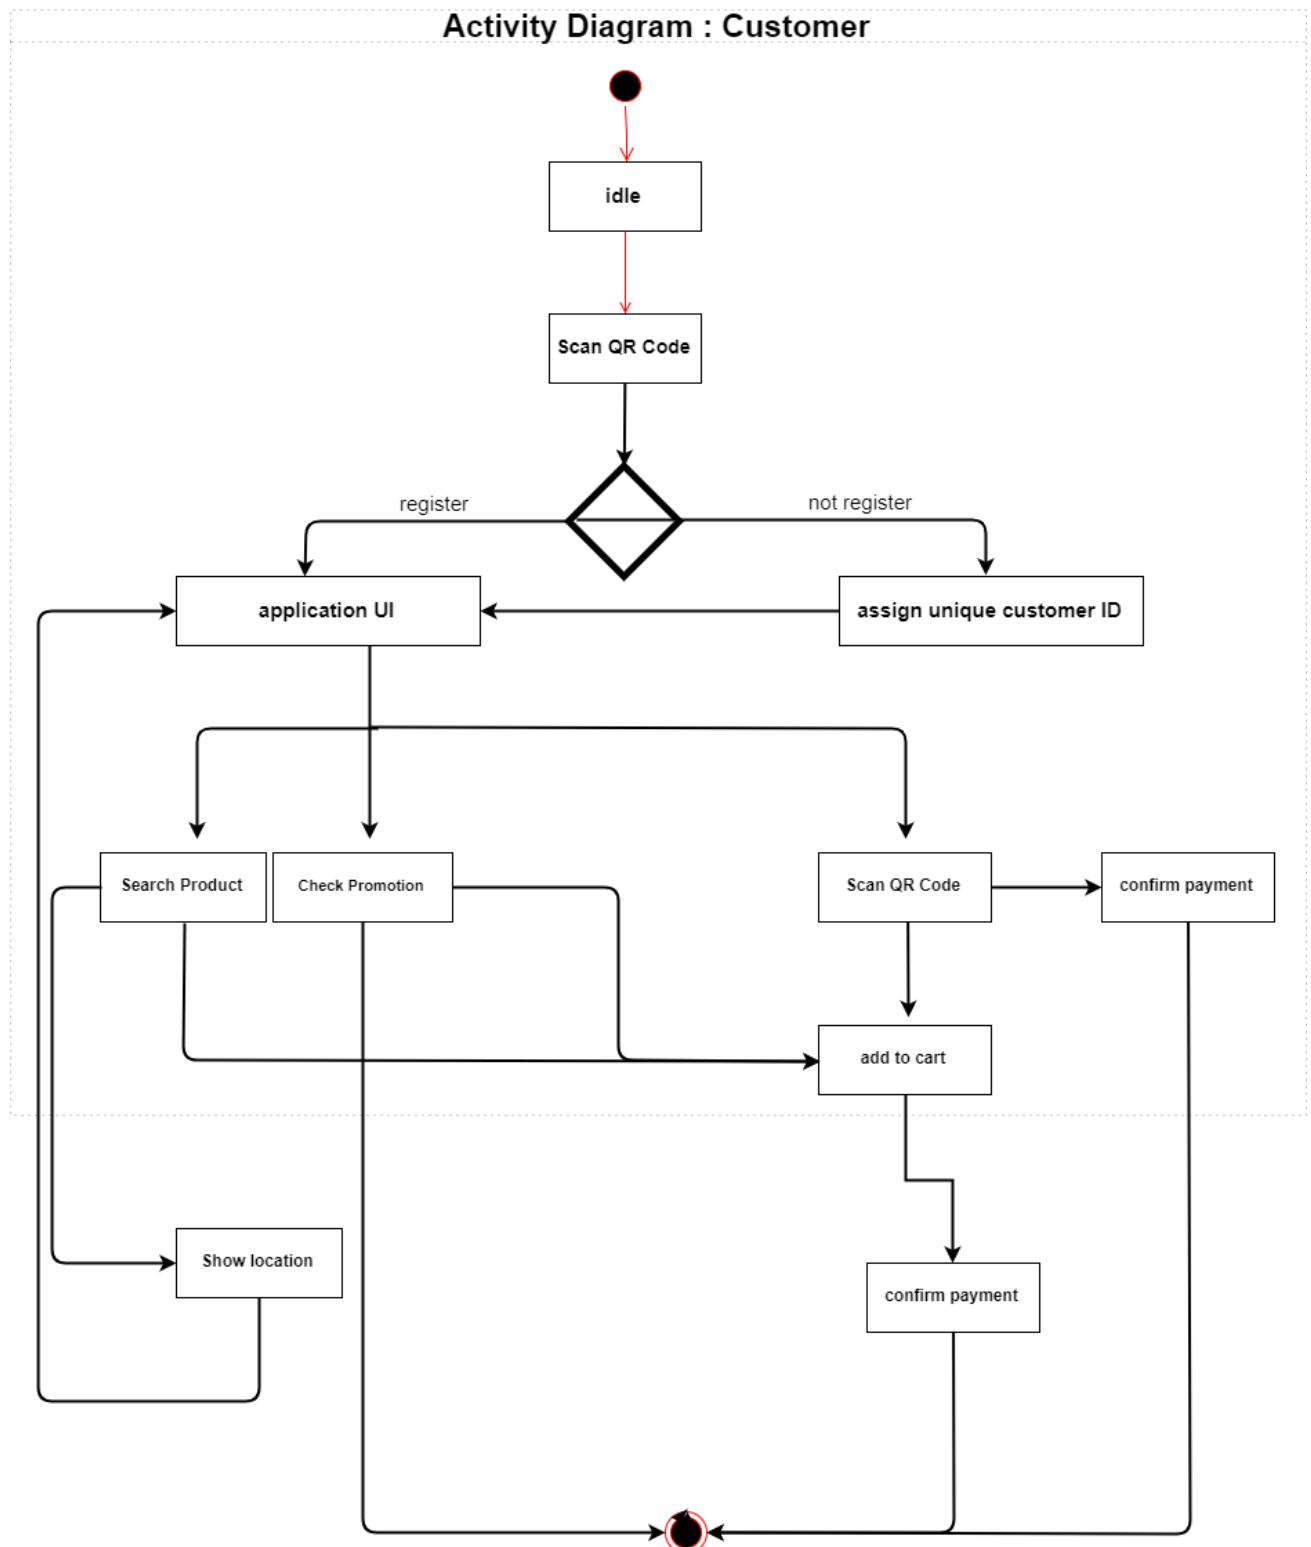 Activity Diagram : Customer
idle
Scan QR Code
register
not register
application UI
assign unique customer ID
Search Product
Check Promotion
Scan QR Code
confirm payment
add to cart
Show location
confirm payment